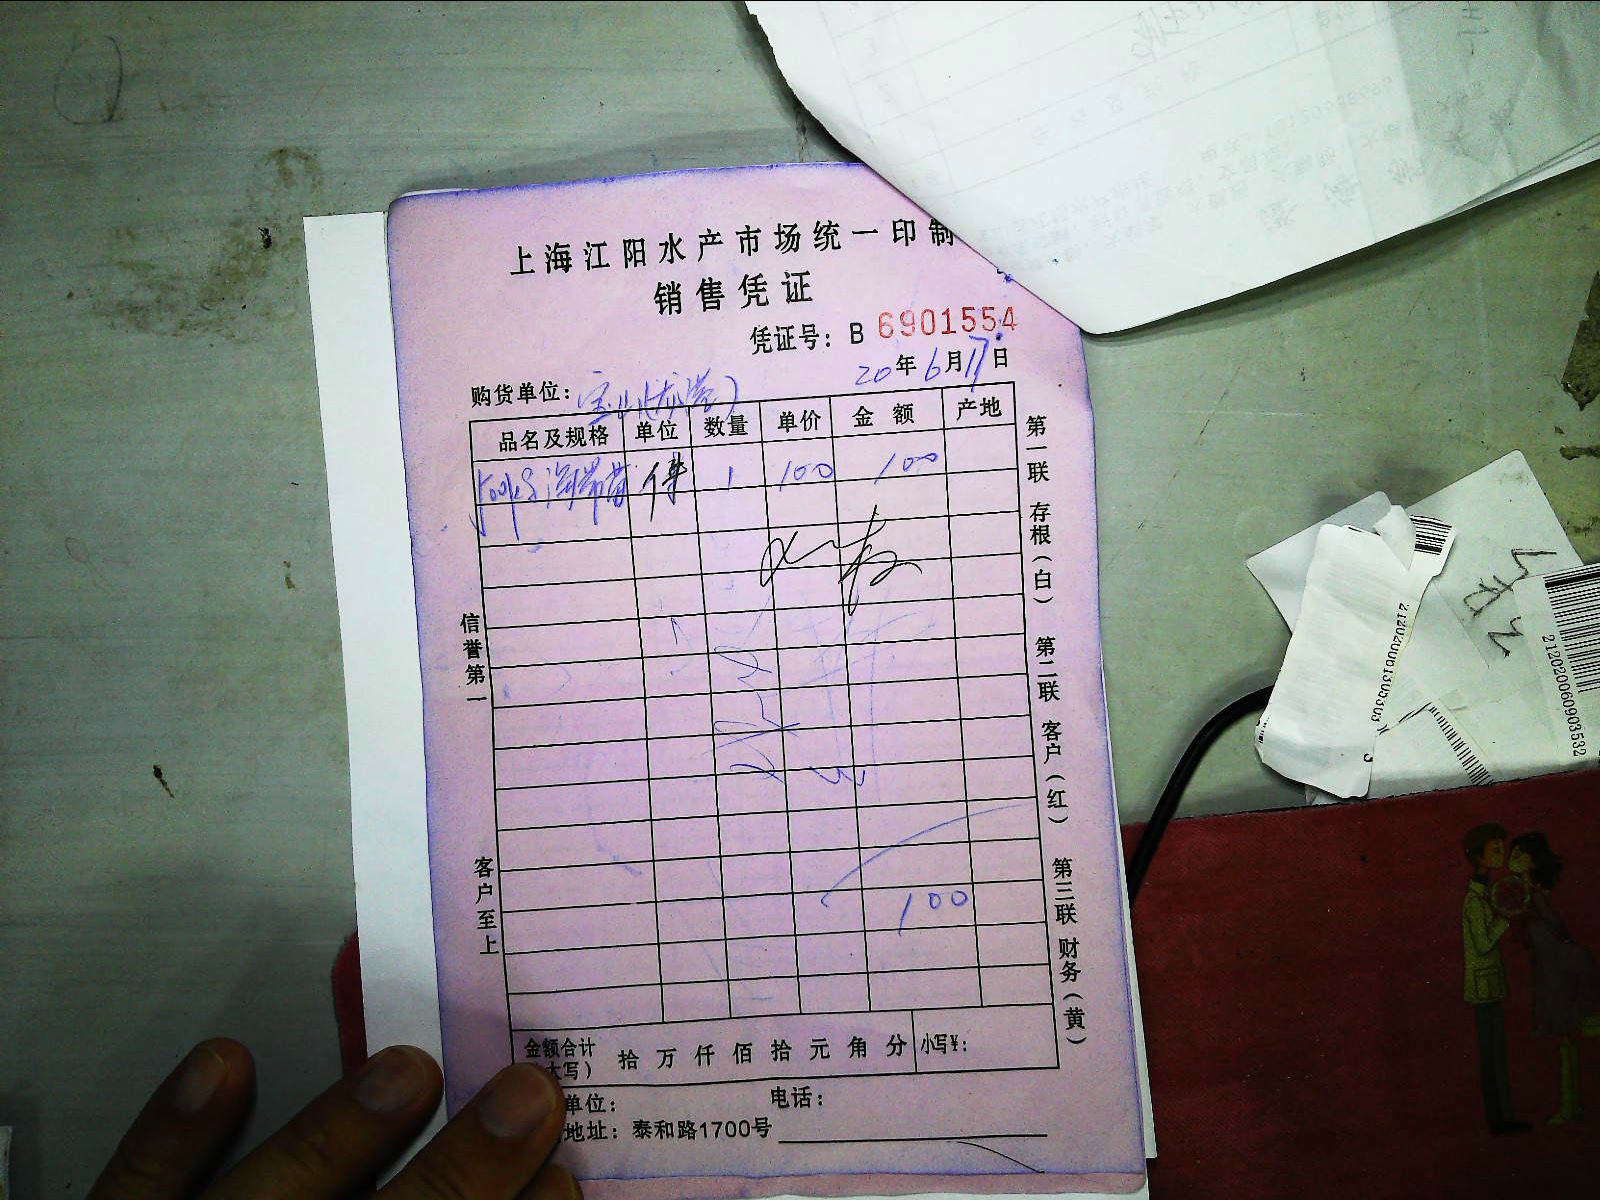 上海江阳水产市场统一印制
销售凭证
凭证号：B 6901554
20年6月17日
购货单位：
品名及规格 单位 数量 单价 金额 产地
件 1 100 100
100
金额合计 拾万仟佰拾元角分 小写¥：
大写）
单位： 电话：
地址：泰和路1700号
信誉第一
客户至上
第一联 存根（白） 第二联 客户（红） 第三联 财务（黄）
212020060903532